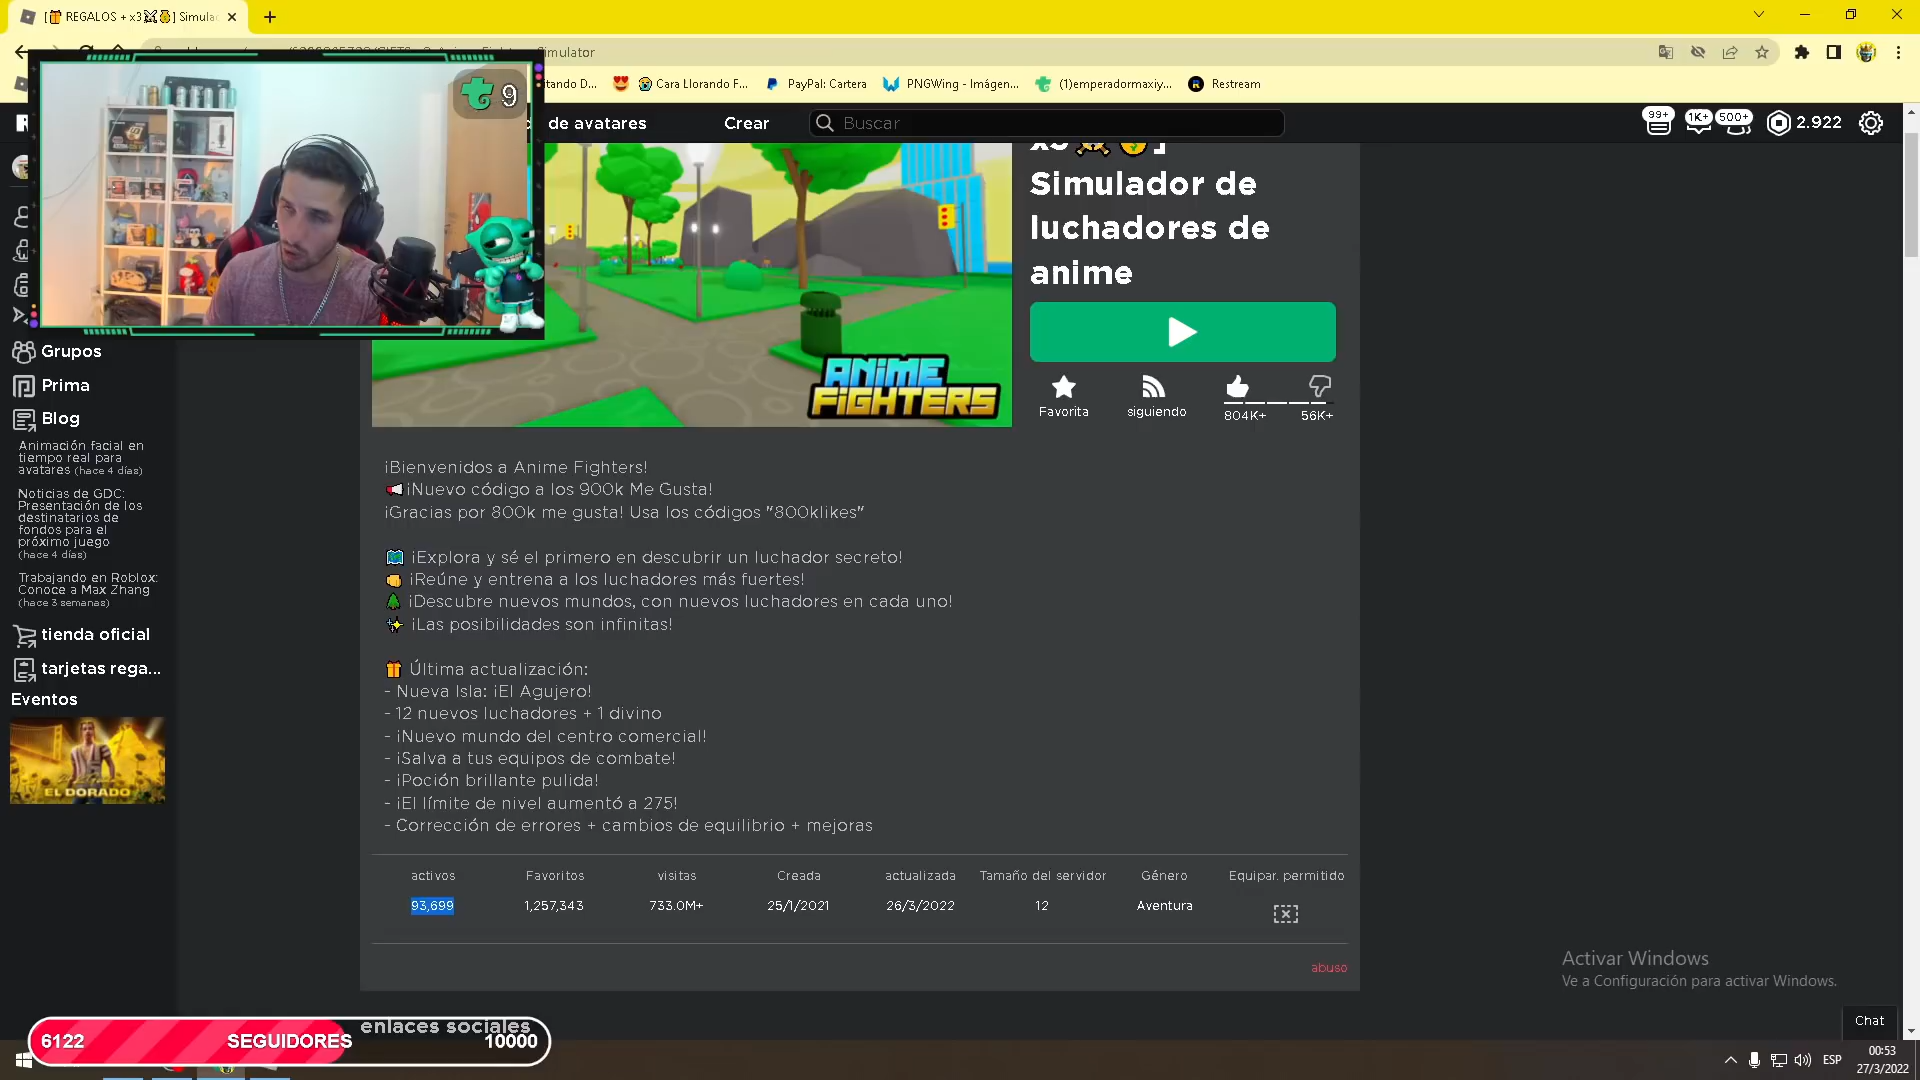 [🎁 REGALOS + x3⚔️🏅] Simula
Simulator
tando D...
Cara Llorando F...
PayPal: Cartera
PNGWing - Imágen...
(1)emperadormaxiy...
Restream
9
de avatares
Crear
Buscar
99+
1K+
500+
2.922
Simulador de
luchadores de
anime
ANIME
FIGHTERS
Favorita
siguiendo
804K+
56K+
Grupos
Prima
Blog
Animación facial en
tiempo real para
avatares (hace 4 días)
Noticias de GDC:
Presentación de los
destinatarios de
fondos para el
próximo juego
(hace 4 días)
Trabajando en Roblox:
Conoce a Max Zhang
(hace 3 semanas)
tienda oficial
tarjetas rega...
Eventos
EL DORADO
¡Bienvenidos a Anime Fighters!
📢¡Nuevo código a los 900k Me Gusta!
¡Gracias por 800k me gusta! Usa los códigos "800klikes"
🗺️ ¡Explora y sé el primero en descubrir un luchador secreto!
👊 ¡Reúne y entrena a los luchadores más fuertes!
🌲 ¡Descubre nuevos mundos, con nuevos luchadores en cada uno!
✨ ¡Las posibilidades son infinitas!
🎁 Última actualización:
- Nueva Isla: ¡El Agujero!
- 12 nuevos luchadores + 1 divino
- ¡Nuevo mundo del centro comercial!
- ¡Salva a tus equipos de combate!
- ¡Poción brillante pulida!
- ¡El límite de nivel aumentó a 275!
- Corrección de errores + cambios de equilibrio + mejoras
activos Favoritos visitas Creada actualizada Tamaño del servidor Género Equipar. permitido
93,699 1,257,343 733.0M+ 25/1/2021 26/3/2022 12 Aventura
abuso
Activar Windows
Ve a Configuración para activar Windows.
Chat
enlaces sociales
6122 SEGUIDORES 10000
ESP
00:53
27/3/2022